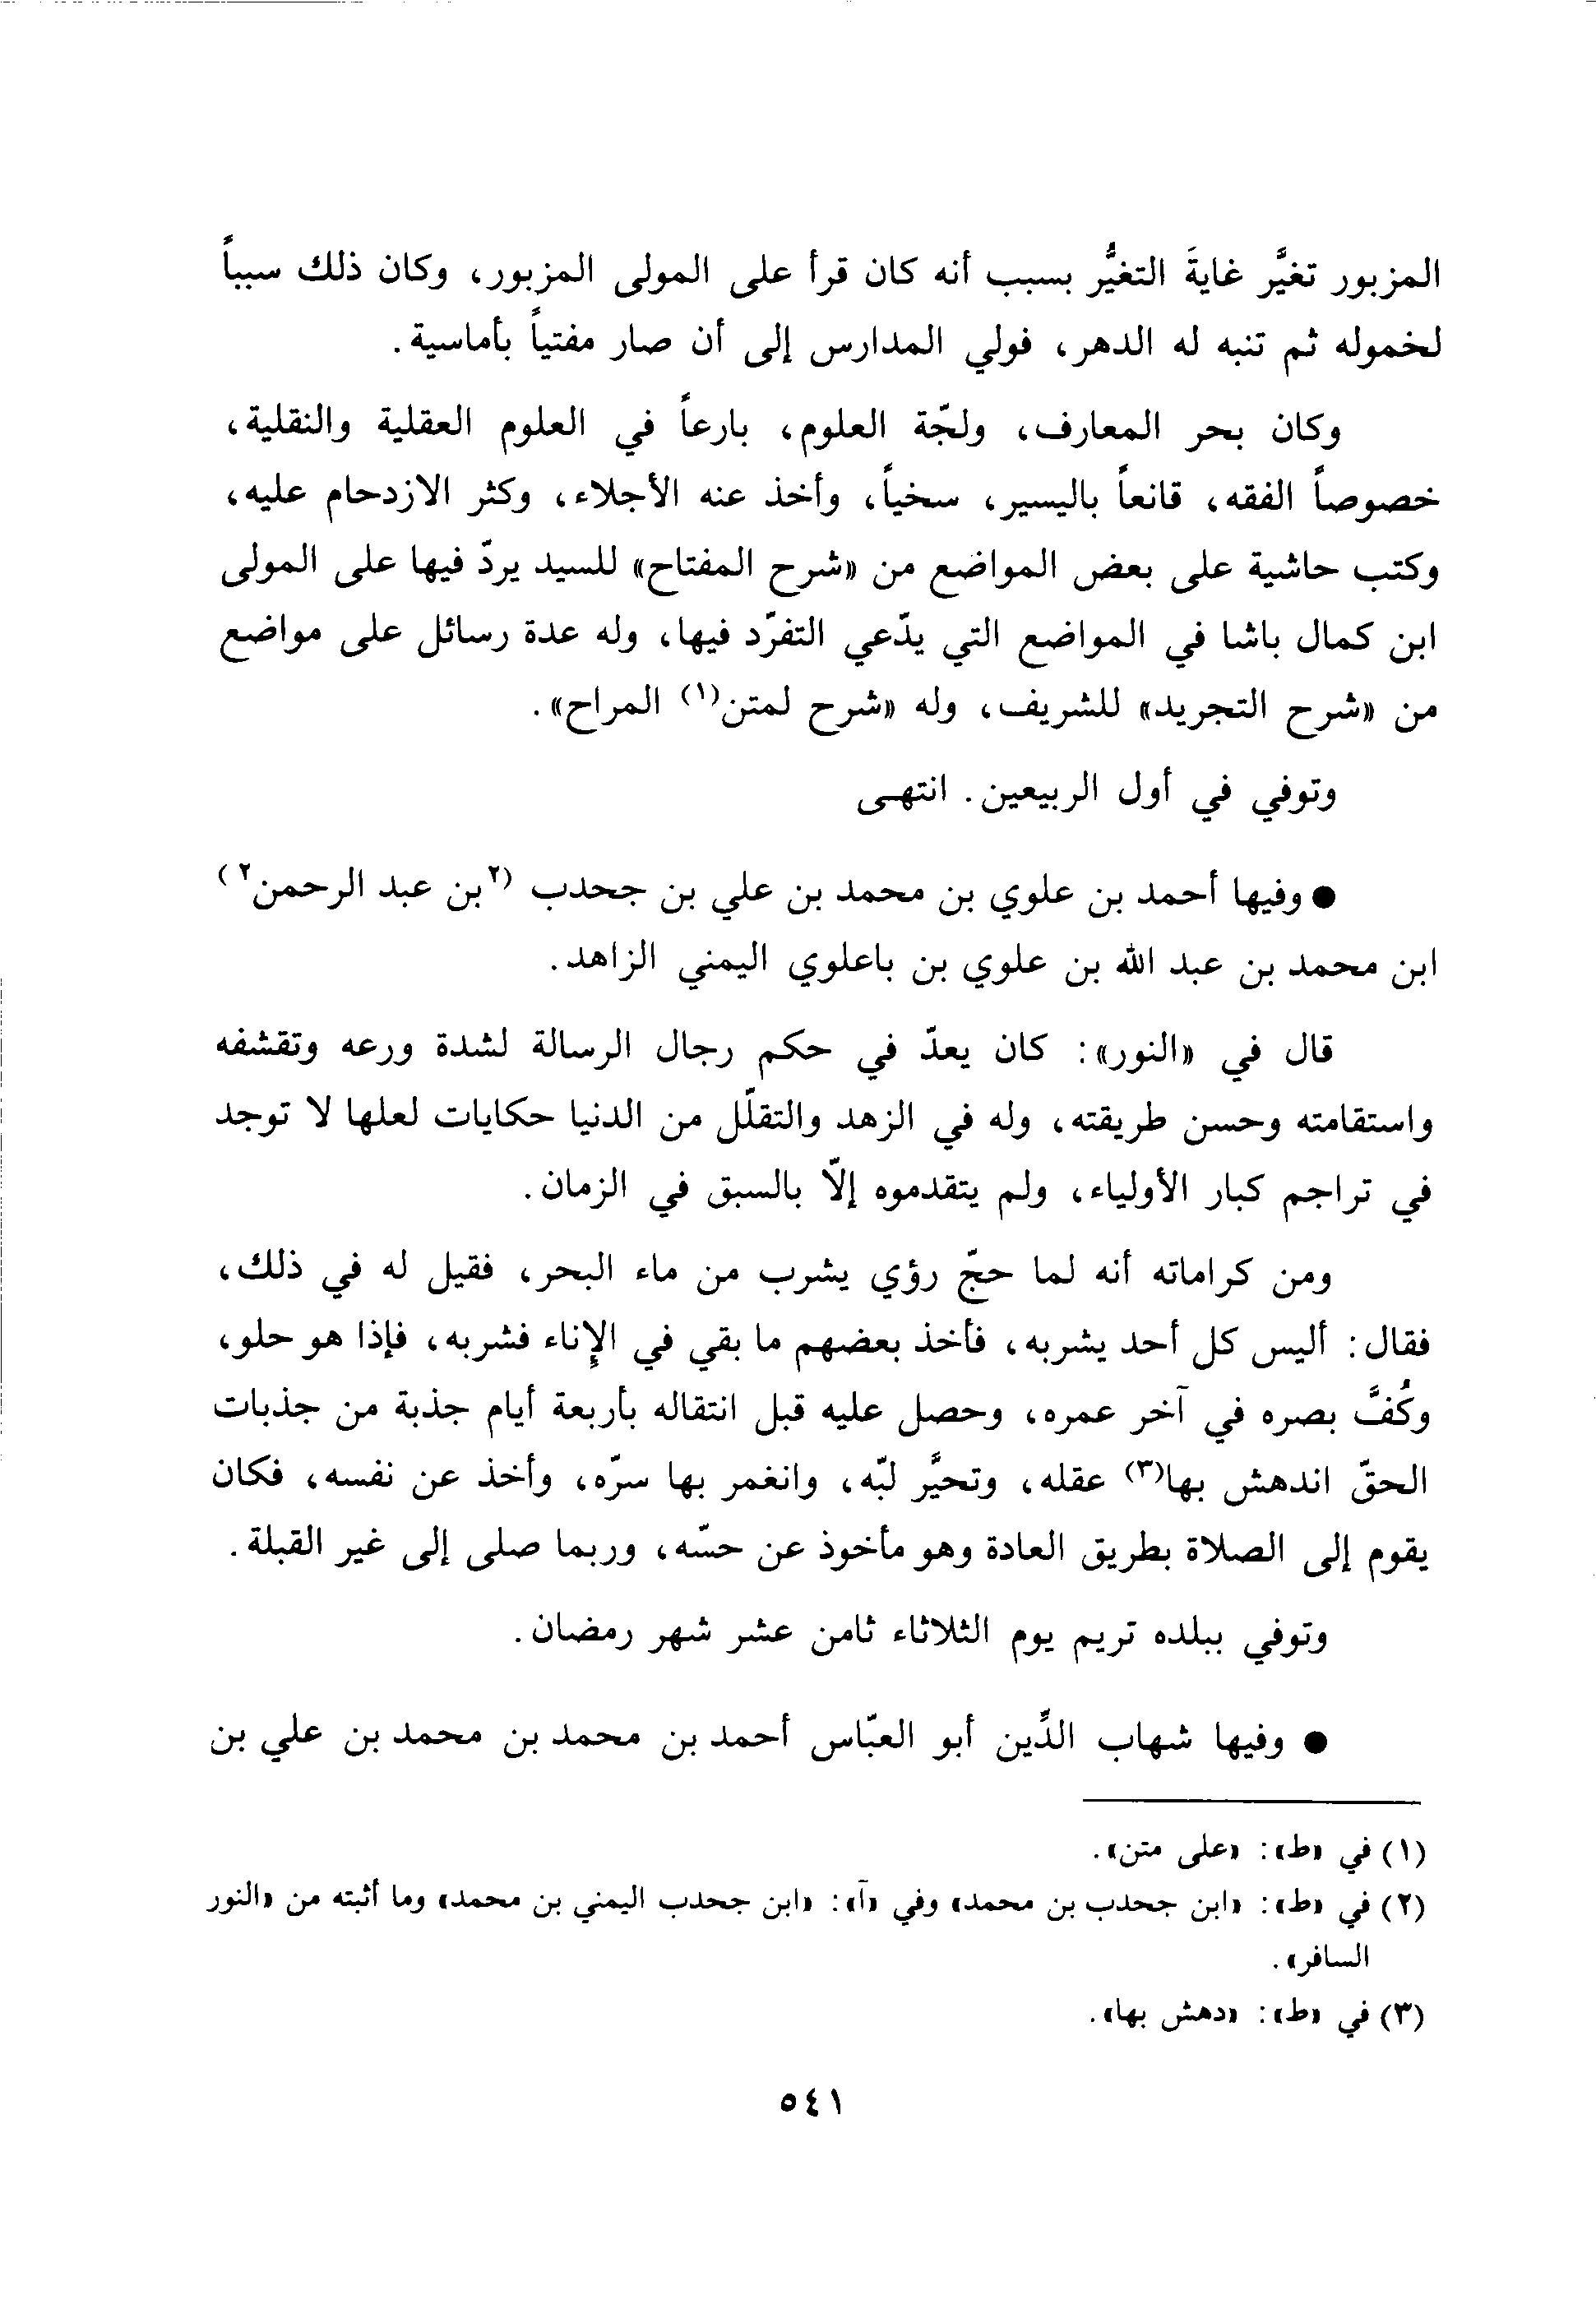 المزبور تغيَّر غايةَ التغيُّر بسبب أنه كان قرأ على المولى المزبور، وكان ذلك سبباً
لخموله ثم تنبه له الدهر، فولي المدارس إلى أن صار مفتياً بأماسية.
وكان بحر المعارف، ولجّة العلوم، بارعاً في العلوم العقلية والنقلية،
خصوصاً الفقه، قانعاً باليسير، سخياً، وأخذ عنه الأجلاء، وكثر الازدحام عليه،
وكتب حاشية على بعض المواضع من «شرح المفتاح» للسيد يردّ فيها على المولى
ابن كمال باشا في المواضع التي يدّعي التفرّد فيها، وله عدة رسائل على مواضع
من «شرح التجريد» للشريف، وله «شرح لمتن(١) المراح».
وتوفي في أول الربيعين. انتهى
● وفيها أحمد بن علوي بن محمد بن علي بن جحدب (٢بن عبد الرحمن٢)
ابن محمد بن عبد الله بن علوي بن باعلوي اليمني الزاهد.
قال في «النور»: كان يعدّ في حكم رجال الرسالة لشدة ورعه وتقشفه
واستقامته وحسن طريقته، وله في الزهد والتقلّل من الدنيا حكايات لعلها لا توجد
في تراجم كبار الأولياء، ولم يتقدموه إلّا بالسبق في الزمان.
ومن كراماته أنه لما حجّ رؤي يشرب من ماء البحر، فقيل له في ذلك،
فقال: أليس كل أحد يشربه، فأخذ بعضهم ما بقي في الإناء فشربه، فإذا هو حلو،
وكُفَّ بصره في آخر عمره، وحصل عليه قبل انتقاله بأربعة أيام جذبة من جذبات
الحقّ اندهش بها(٣) عقله، وتحيَّر لبّه، وانغمر بها سرّه، وأخذ عن نفسه، فكان
يقوم إلى الصلاة بطريق العادة وهو مأخوذ عن حسّه، وربما صلى إلى غير القبلة.
وتوفي ببلده تريم يوم الثلاثاء ثامن عشر شهر رمضان.
● وفيها شهاب الدِّين أبو العبّاس أحمد بن محمد بن محمد بن علي بن
(١) في «ط»: «على متن».
(٢) في «ط»: «ابن جحدب بن محمد» وفي «آ»: «ابن جحدب اليمني بن محمد» وما أثبته من «النور
السافر».
(٣) في «ط»: «دهش بها».
٥٤١